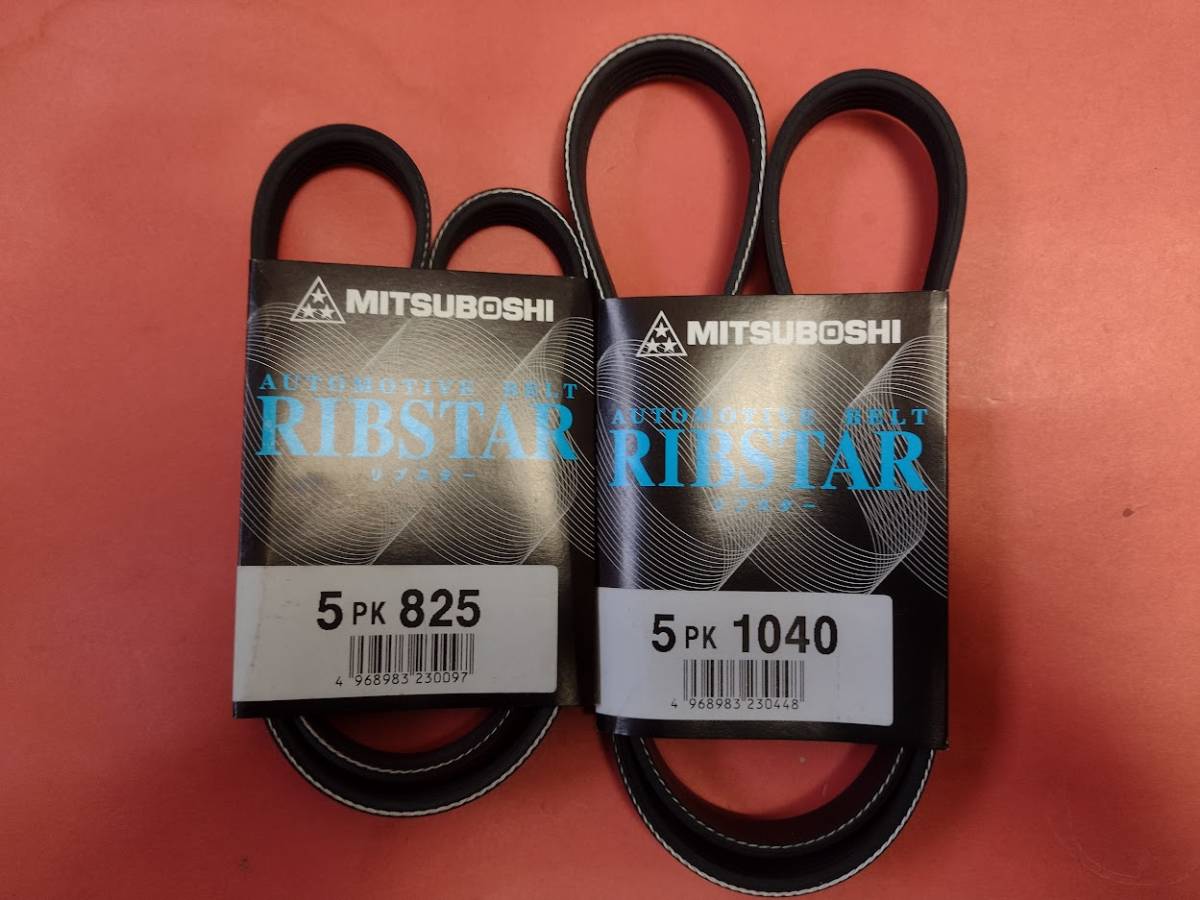 MITSUBOSHI
AUTOMOTIVE BELT
RIBSTAR
リブスター
5 PK 825
4 968983 230097
MITSUBOSHI
AUTOMOTIVE BELT
RIBSTAR
リブスター
5 PK 1040
4 968983 230448